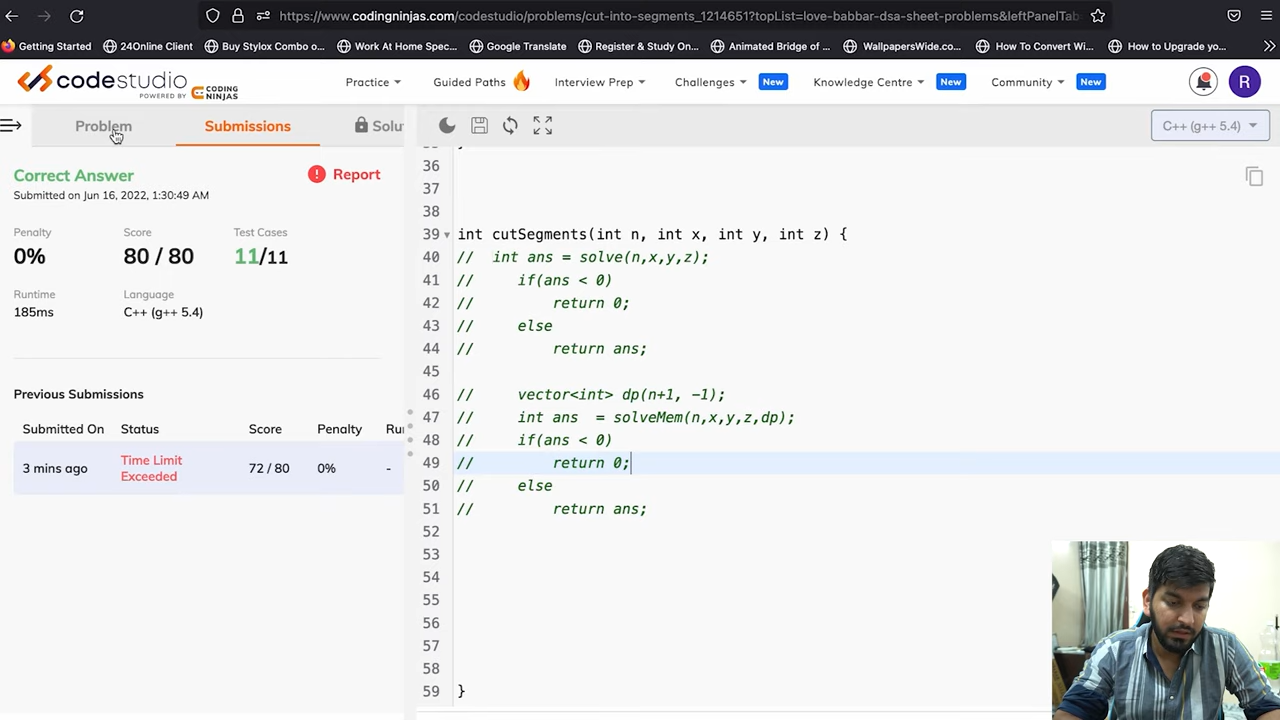 https://www.codingninjas.com/codestudio/problems/cut-into-segments_1214651?topList=love-babbar-dsa-sheet-problems&leftPanelTab
Getting Started 24Online Client Buy Stylox Combo o... Work At Home Spec... Google Translate Register & Study On... Animated Bridge of ... WallpapersWide.co... How To Convert Wi... How to Upgrade yo...
codestudio
POWERED BY CODING NINJAS
Practice Guided Paths Interview Prep Challenges New Knowledge Centre New Community New R
Problem Submissions Solu C++ (g++ 5.4)
Correct Answer Report
Submitted on Jun 16, 2022, 1:30:49 AM
Penalty Score Test Cases
0% 80 / 80 11/11
Runtime Language
185ms C++ (g++ 5.4)
Previous Submissions
Submitted On Status Score Penalty Ru
3 mins ago Time Limit Exceeded 72 / 80 0% -
36
37
38
39 int cutSegments(int n, int x, int y, int z) {
40 // int ans = solve(n,x,y,z);
41 // if(ans < 0)
42 // return 0;
43 // else
44 // return ans;
45
46 // vector<int> dp(n+1, -1);
47 // int ans = solveMem(n,x,y,z,dp);
48 // if(ans < 0)
49 // return 0;
50 // else
51 // return ans;
52
53
54
55
56
57
58
59 }